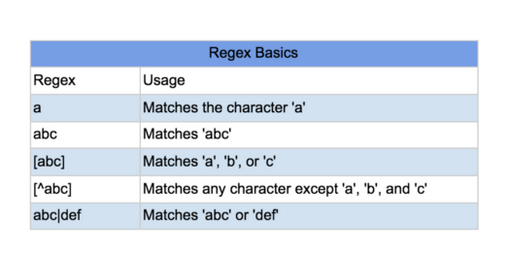 Regex Basics
Regex Usage
a Matches the character 'a'
abc Matches 'abc'
[abc] Matches 'a', 'b', or 'c'
[^abc] Matches any character except 'a', 'b', and 'c'
abc|def Matches 'abc' or 'def'